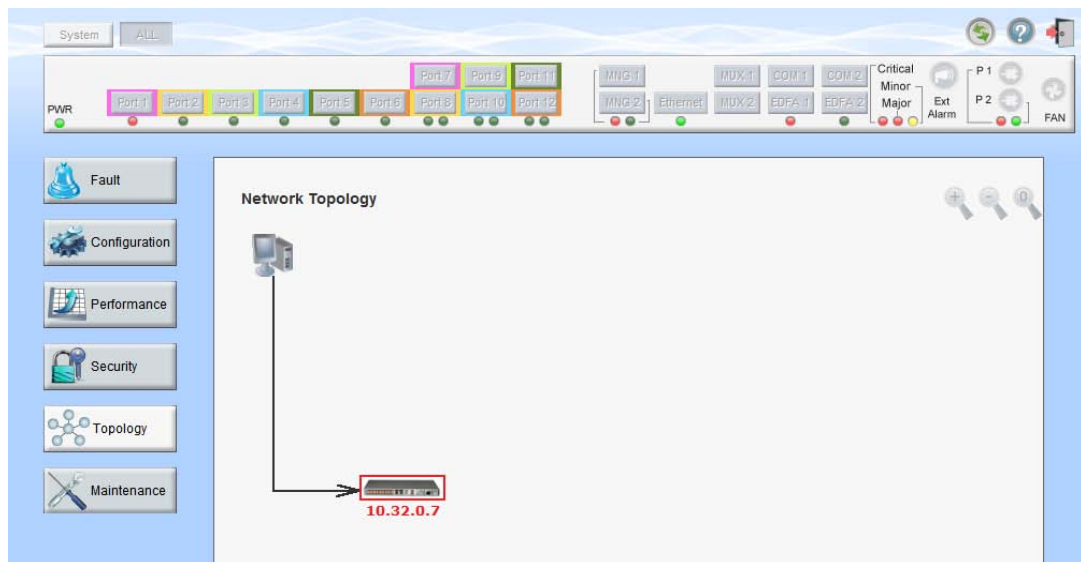 System ALL
Port 7 Port 9 Port 11 MNG 1 MUX 1 COM 1 COM 2 Critical P 1
Minor
PWR Port 1 Port 2 Port 3 Port 4 Port 5 Port 6 Port 8 Port 10 Port 12 MNG 2 Ethernet MUX 2 EDFA 1 EDFA 2 Major Ext P 2
Alarm FAN
Fault
Network Topology
Configuration
Performance
Security
Topology
Maintenance
10.32.0.7